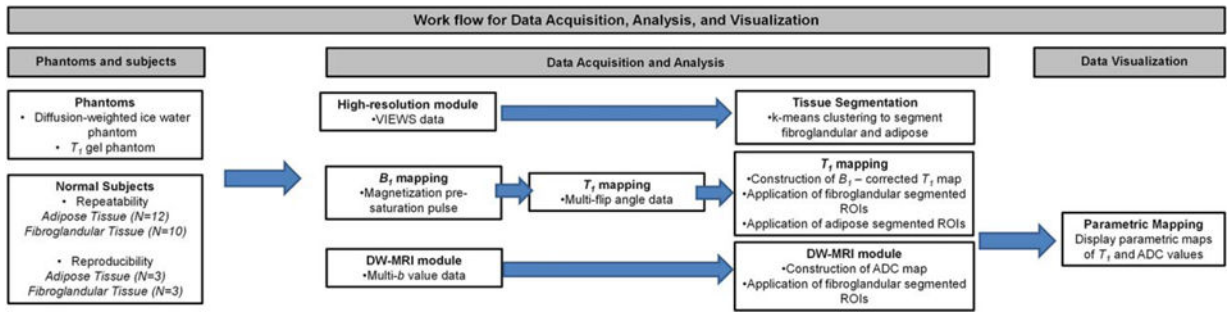 Work flow for Data Acquisition, Analysis, and Visualization
Phantoms and subjects
Data Acquisition and Analysis
Data Visualization
Phantoms
• Diffusion-weighted ice water
phantom
• T1 gel phantom
Normal Subjects
• Repeatability
Adipose Tissue (N=12)
Fibroglandular Tissue (N=10)
• Reproducibility
Adipose Tissue (N=3)
Fibroglandular Tissue (N=3)
High-resolution module
•VIEWS data
Tissue Segmentation
•k-means clustering to segment
fibroglandular and adipose
B1 mapping
•Magnetization pre-
saturation pulse
T1 mapping
•Multi-flip angle data
T1 mapping
•Construction of B1 – corrected T1 map
•Application of fibroglandular segmented
ROIs
•Application of adipose segmented ROIs
DW-MRI module
•Multi-b value data
DW-MRI module
•Construction of ADC map
•Application of fibroglandular segmented
ROIs
Parametric Mapping
Display parametric maps
of T1 and ADC values